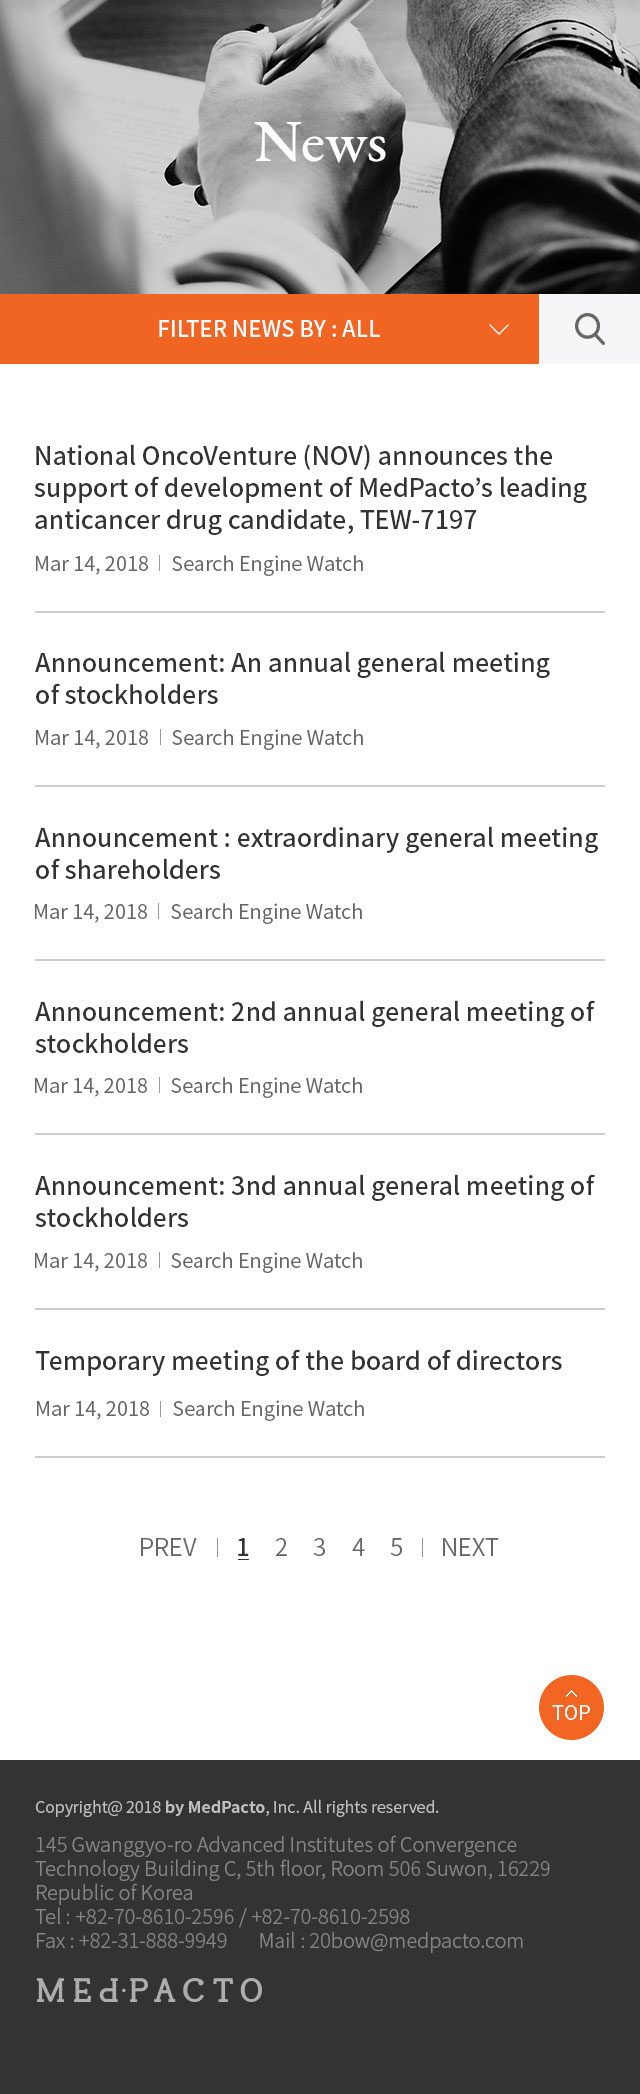 News
FILTER NEWS BY : ALL
National OncoVenture (NOV) announces the
support of development of MedPacto’s leading
anticancer drug candidate, TEW-7197
Mar 14, 2018 | Search Engine Watch
Announcement: An annual general meeting
of stockholders
Mar 14, 2018 | Search Engine Watch
Announcement : extraordinary general meeting
of shareholders
Mar 14, 2018 | Search Engine Watch
Announcement: 2nd annual general meeting of
stockholders
Mar 14, 2018 | Search Engine Watch
Announcement: 3nd annual general meeting of
stockholders
Mar 14, 2018 | Search Engine Watch
Temporary meeting of the board of directors
Mar 14, 2018 | Search Engine Watch
PREV | 1 2 3 4 5 | NEXT
TOP
Copyright@ 2018 by MedPacto, Inc. All rights reserved.
145 Gwanggyo-ro Advanced Institutes of Convergence
Technology Building C, 5th floor, Room 506 Suwon, 16229
Republic of Korea
Tel : +82-70-8610-2596 / +82-70-8610-2598
Fax : +82-31-888-9949 Mail : 20bow@medpacto.com
MEd·PACTO